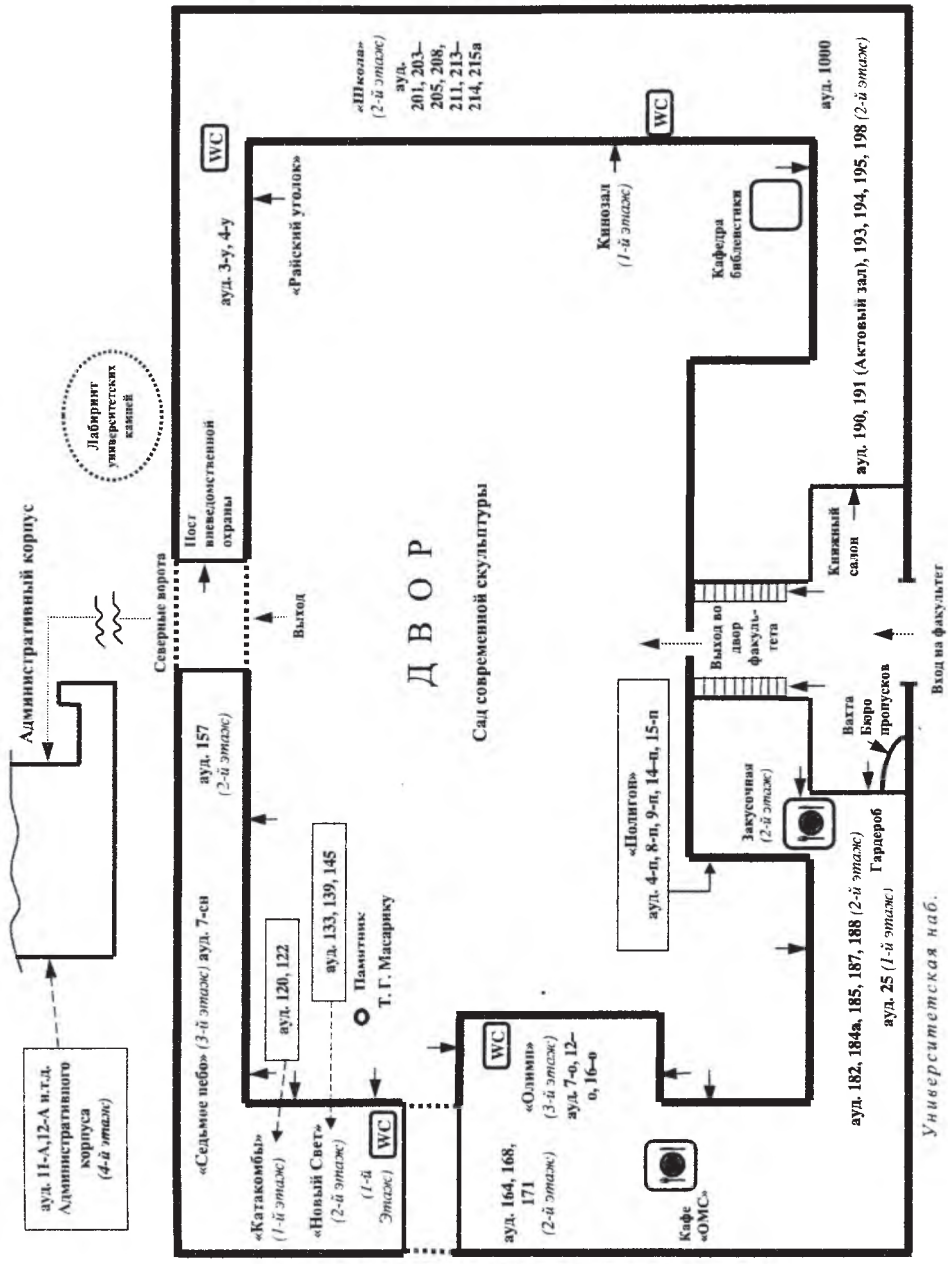 ауд. 11-А,12-А и.т.д.
Административного
корпуса
(4-й этаж)
Административный корпус
Лабиринт
университетских
камней
Северные ворота
«Седьмое небо» (3-й этаж) ауд. 7-сн
ауд. 157
(2-й этаж)
Пост
вневедомственной
охраны
ауд. 3-у, 4-у
WC
Выход
«Райский уголок»
«Школа»
(2-й этаж)
ауд.
201, 203–
205, 208,
211, 213–
214, 215а
«Катакомбы»
(1-й этаж)
ауд. 120, 122
«Новый Свет»
(2-й этаж)
ауд. 133, 139, 145
(1-й
Этаж)
WC
Памятник
Т. Г. Масарику
ДВОР
Сад современной скульптуры
Кинозал
(1-й этаж)
WC
WC
ауд. 164, 168,
171
(2-й этаж)
«Олимп»
(3-й этаж)
ауд. 7-о, 12–
о, 16–о
«Полигон»
ауд. 4-п, 8-п, 9-п, 14–п, 15-п
Кафе
«ОМС»
Закусочная
(2-й этаж)
Выход во
двор
факуль-
тета
Кафедра
библеистики
Книжный
салон
ауд. 1000
ауд. 182, 184а, 185, 187, 188 (2-й этаж)
ауд. 25 (1-й этаж)
Гардероб
Вахта
Бюро
пропусков
ауд. 190, 191 (Актовый зал), 193, 194, 195, 198 (2-й этаж)
Вход на факультет
Университетская наб.